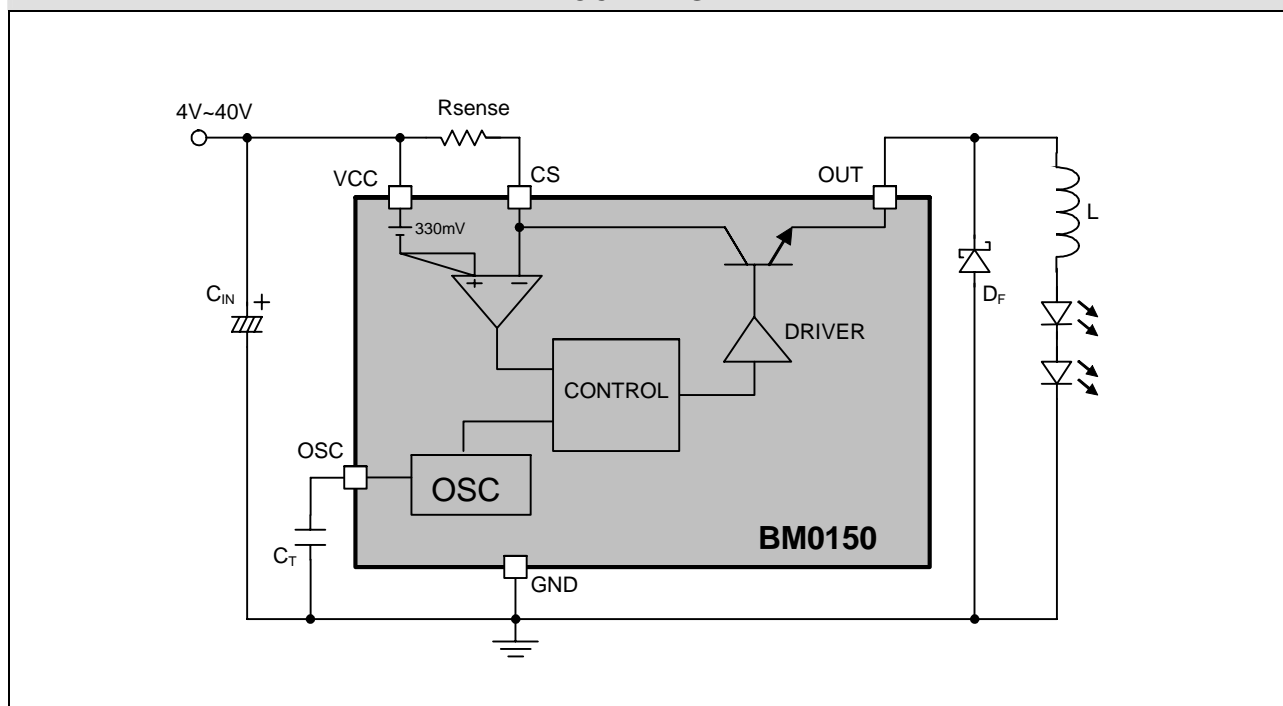 4V~40V
Rsense
VCC
CS
OUT
330mV
L
+
−
CIN
+
DF
DRIVER
CONTROL
OSC
OSC
BM0150
CT
GND